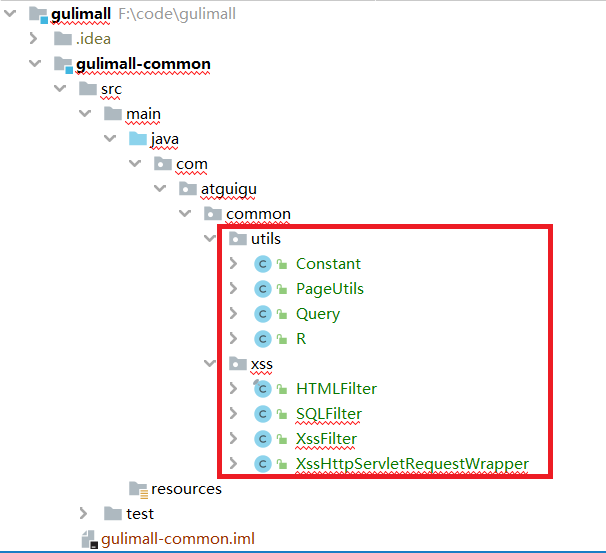 gulimall F:\code\gulimall
.idea
gulimall-common
src
main
java
com
atguigu
common
utils
Constant
PageUtils
Query
R
xss
HTMLFilter
SQLFilter
XssFilter
XssHttpServletRequestWrapper
resources
test
gulimall-common.iml